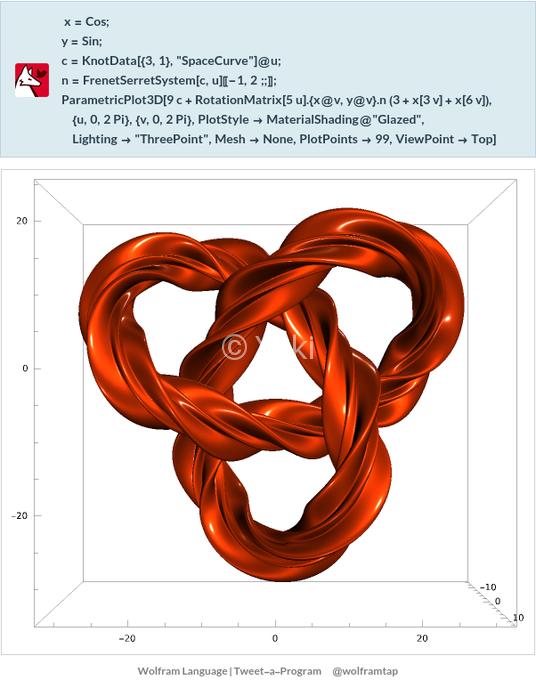 x = Cos;
y = Sin;
c = KnotData[{3, 1}, "SpaceCurve"]@u;
n = FrenetSerretSystem[c, u]⟦−1, 2 ;;⟧;
ParametricPlot3D[9 c + RotationMatrix[5 u].{x@v, y@v}.n (3 + x[3 v] + x[6 v]),
{u, 0, 2 Pi}, {v, 0, 2 Pi}, PlotStyle → MaterialShading@"Glazed",
Lighting → "ThreePoint", Mesh → None, PlotPoints → 99, ViewPoint → Top]
20
0
−20
−20
0
20
−10
0
10
Wolfram Language | Tweet−a−Program @wolframtap